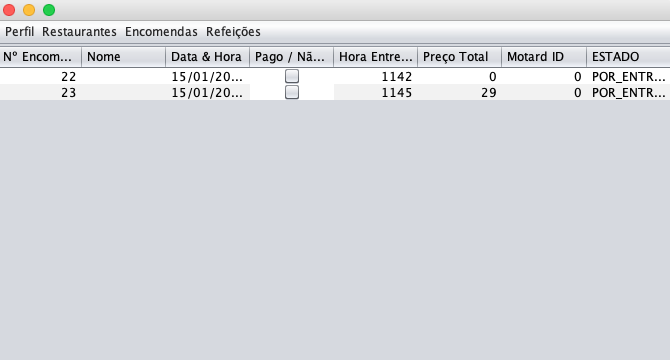 Perfil Restaurantes Encomendas Refeições
Nº Encom... Nome Data & Hora Pago / Nã... Hora Entre... Preço Total Motard ID ESTADO
22 15/01/20... 1142 0 0 POR_ENTR...
23 15/01/20... 1145 29 0 POR_ENTR...